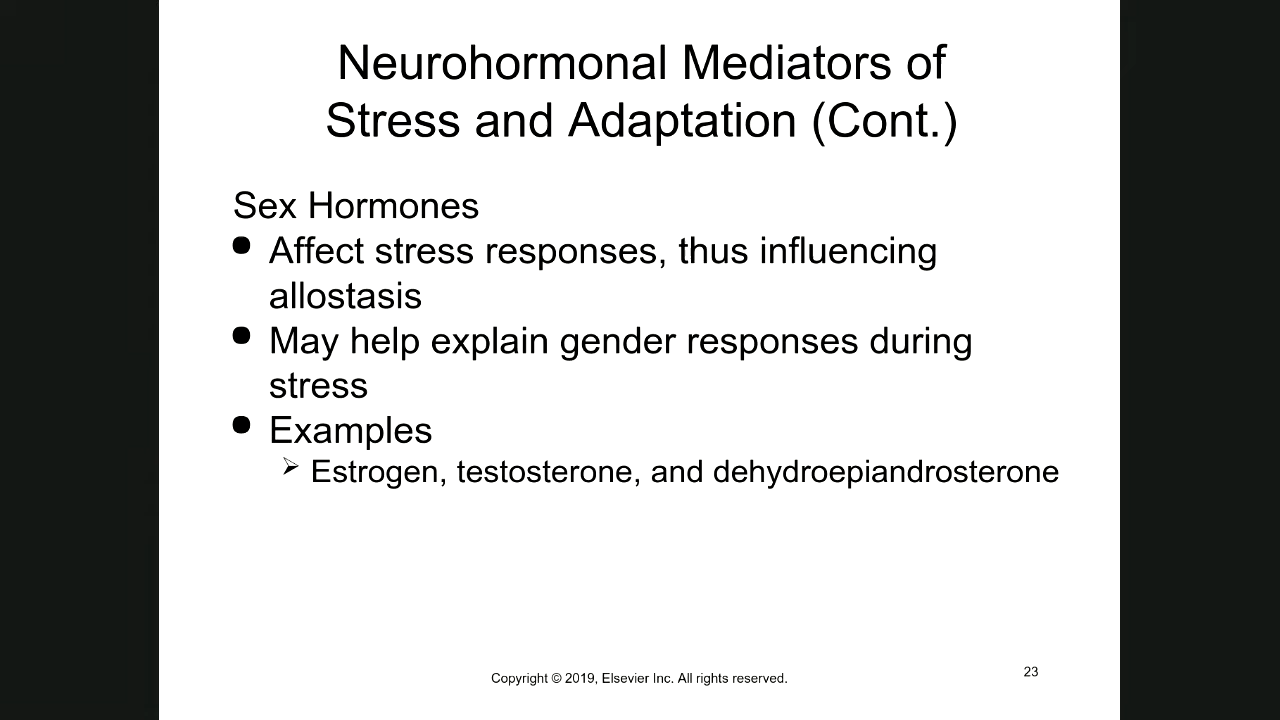 Neurohormonal Mediators of
Stress and Adaptation (Cont.)
Sex Hormones
● Affect stress responses, thus influencing
allostasis
● May help explain gender responses during
stress
● Examples
➢ Estrogen, testosterone, and dehydroepiandrosterone
Copyright © 2019, Elsevier Inc. All rights reserved.
23